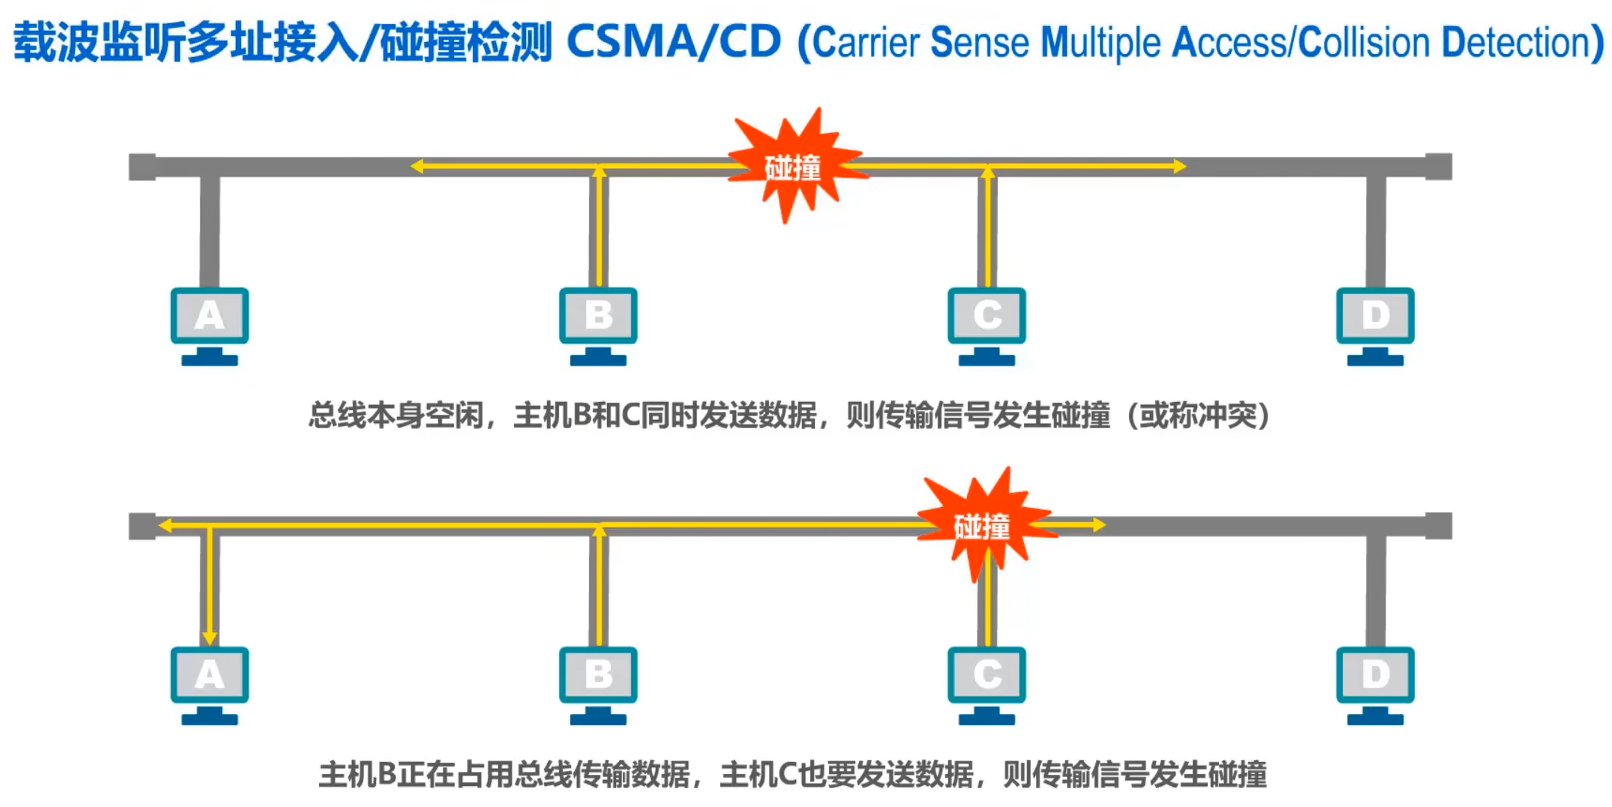 载波监听多址接入/碰撞检测 CSMA/CD (Carrier Sense Multiple Access/Collision Detection)
碰撞
A
B
C
D
总线本身空闲，主机B和C同时发送数据，则传输信号发生碰撞（或称冲突）
碰撞
A
B
C
D
主机B正在占用总线传输数据，主机C也要发送数据，则传输信号发生碰撞